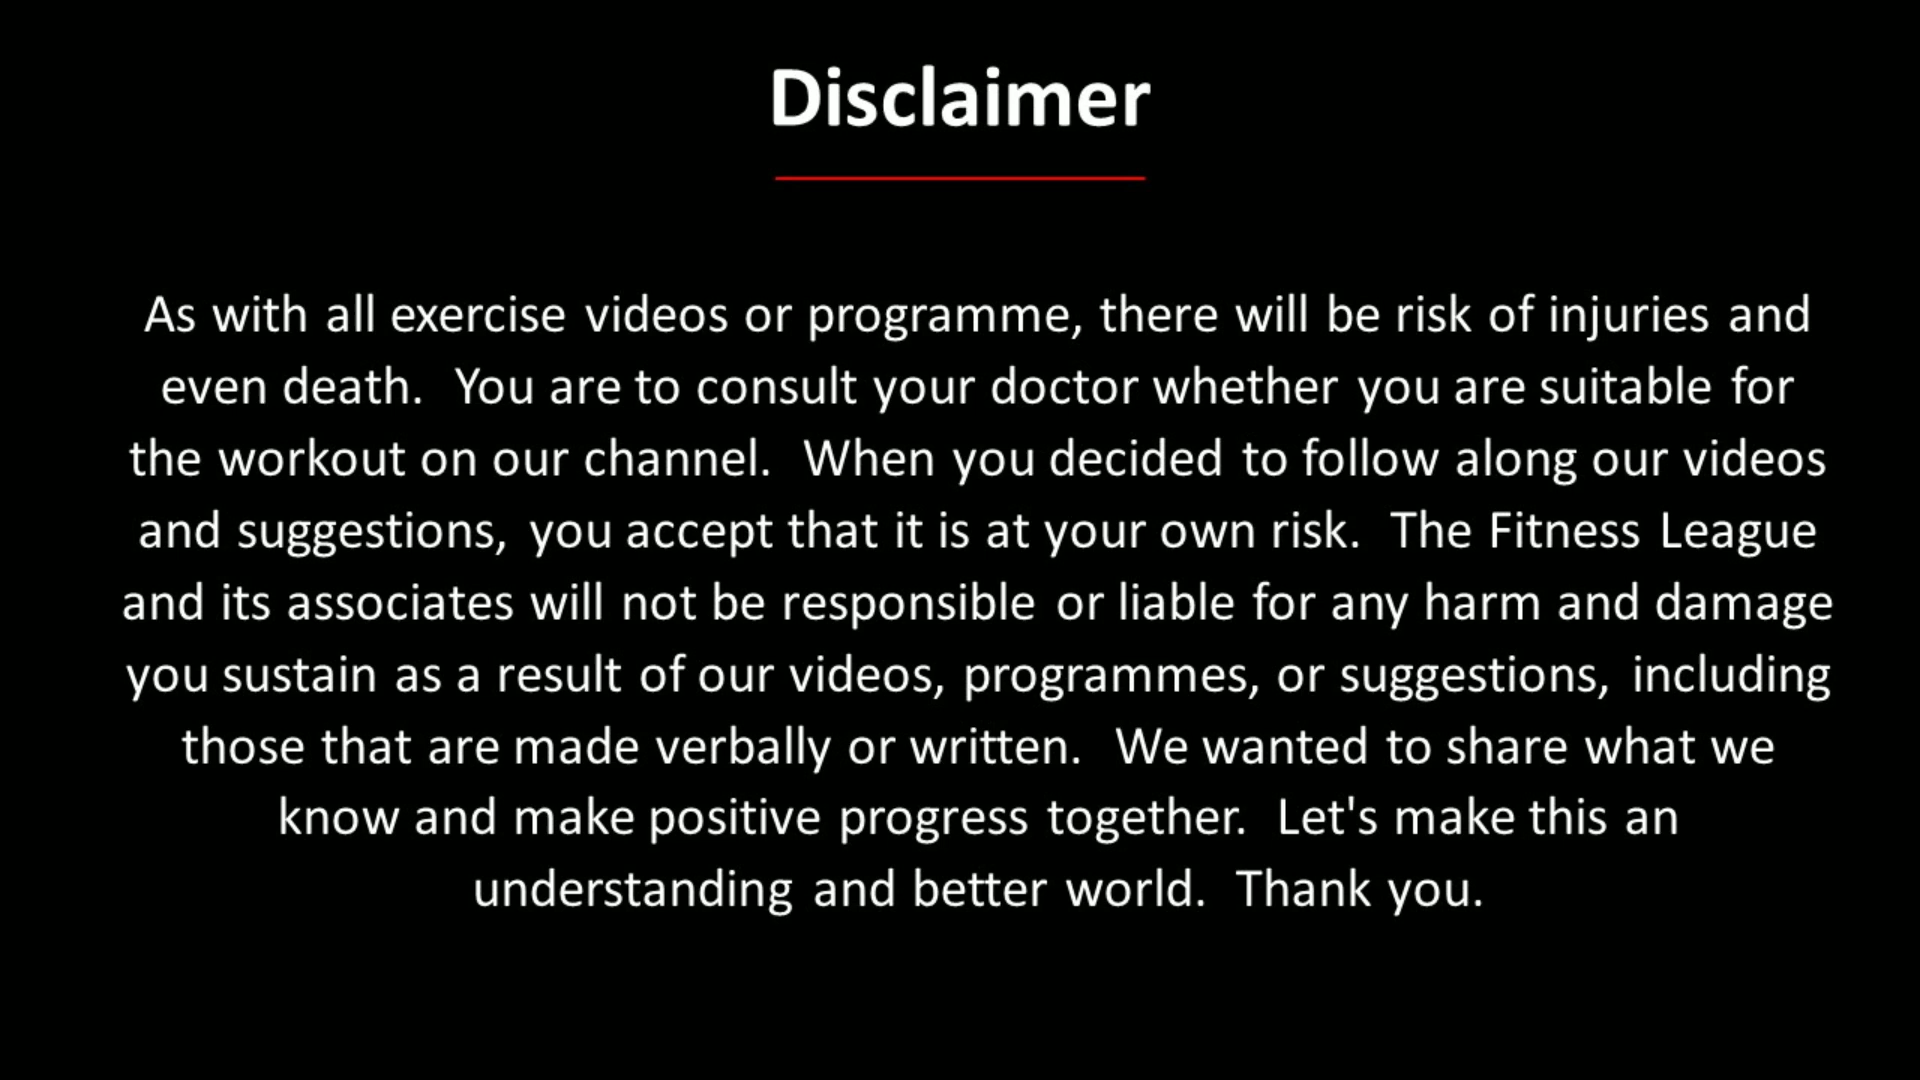 Disclaimer
As with all exercise videos or programme, there will be risk of injuries and
even death.  You are to consult your doctor whether you are suitable for
the workout on our channel.  When you decided to follow along our videos
and suggestions, you accept that it is at your own risk.  The Fitness League
and its associates will not be responsible or liable for any harm and damage
you sustain as a result of our videos, programmes, or suggestions, including
those that are made verbally or written.  We wanted to share what we
know and make positive progress together.  Let's make this an
understanding and better world.  Thank you.